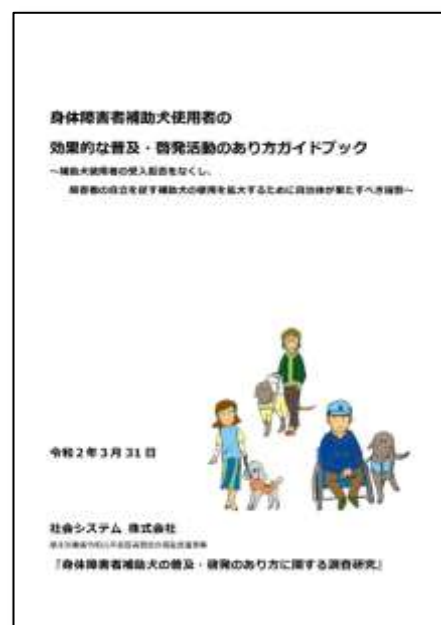 身体障害者補助犬使用者の
効果的な普及・啓発活動のあり方ガイドブック
~補助犬使用者の受入拒否をなくし、
障害者の自立を促す補助犬の使用を拡大するために自治体が果たすべき役割~
令和2年3月31日
社会システム 株式会社
『身体障害者補助犬の普及・啓発のあり方に関する調査研究』